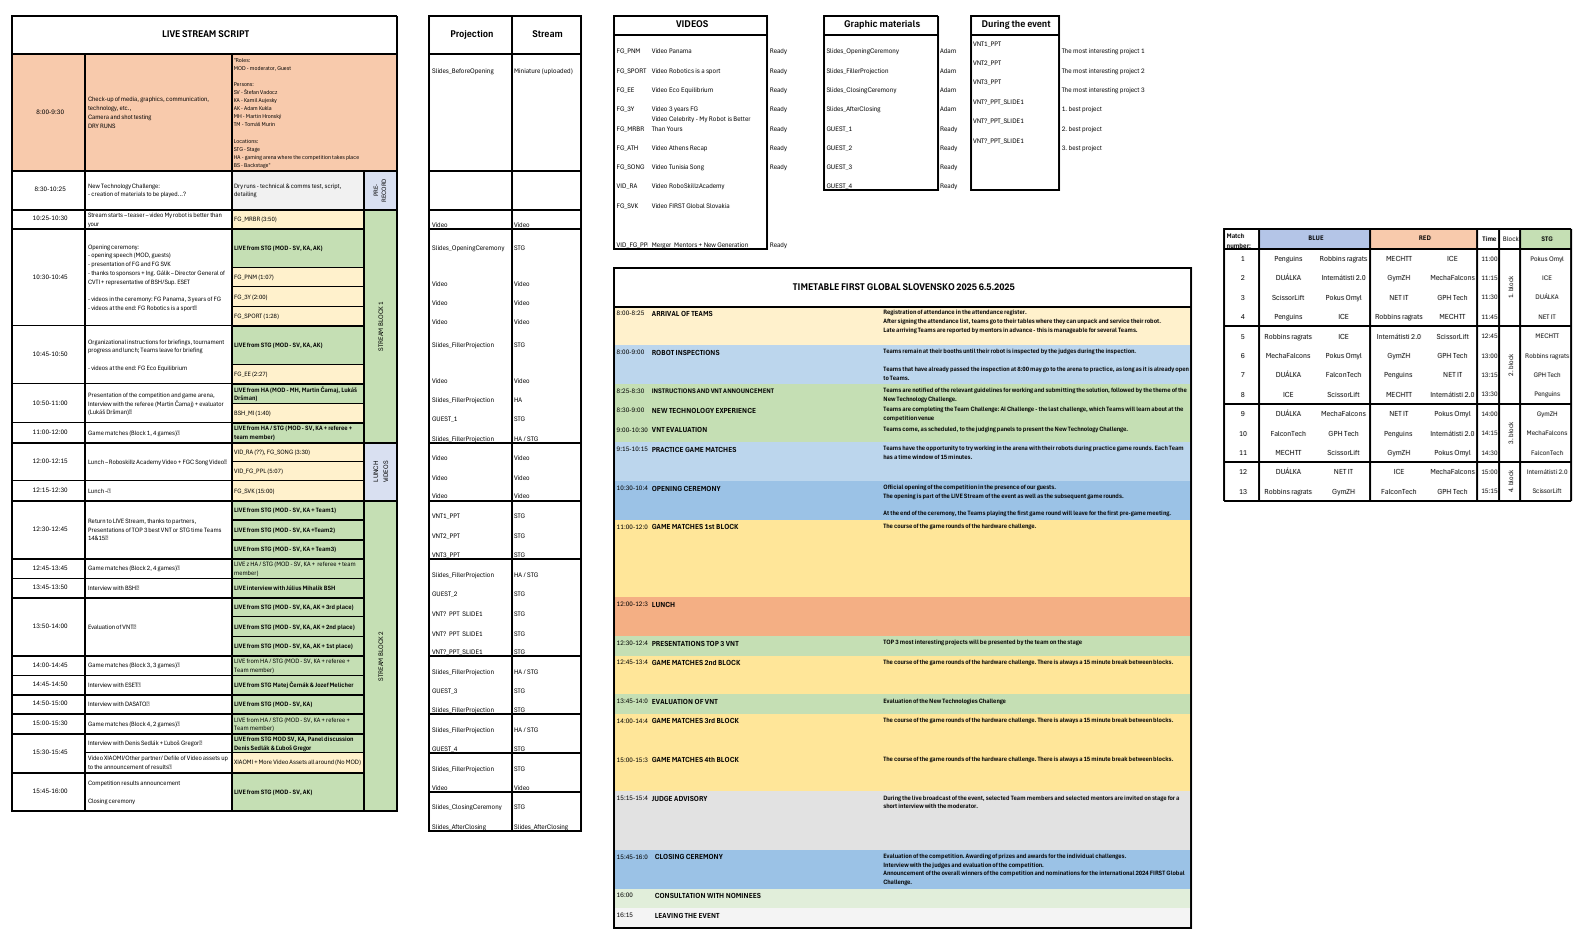 LIVE STREAM SCRIPT
8:00-9:30
Check-up of media, graphics, communication,
technology, etc.,
Camera and shot testing
DRY RUNS
"Roles:
MOD - moderator, Guest
Persons:
SV - Štefan Vadocz
KA - Kamil Aujesky
AK - Adam Kukla
MH - Martin Hronský
TM - Tomáš Murin
Locations:
STG - Stage
HA - gaming arena where the competition takes place
BS - Backstage"
8:30-10:25
New Technology Challenge:
- creation of materials to be played...?
Dry runs - technical & comms test, script,
detailing
PRE-
RECORD
10:25-10:30
Stream starts – teaser – video My robot is better than
your
FG_MRBR (3:50)
10:30-10:45
Opening ceremony:
- opening speech (MOD, guests)
- presentation of FG and FG SVK
- thanks to sponsors + Ing. Gálik – Director General of
CVTI + representative of BSH/Sup. ESET
- videos in the ceremony: FG Panama, 3 years of FG
- videos at the end: FG Robotics is a sport
LIVE from STG (MOD - SV, KA, AK)
FG_PNM (1:07)
FG_3Y (2:00)
FG_SPORT (1:28)
STREAM BLOCK 1
10:45-10:50
Organizational instructions for briefings, tournament
progress and lunch; Teams leave for briefing
- videos at the end: FG Eco Equilibrium
LIVE from STG (MOD - SV, KA, AK)
FG_EE (2:27)
10:50-11:00
Presentation of the competition and game arena,
Interview with the referee (Martin Čamaj) + evaluator
(Lukáš Dršmar)
LIVE from HA (MOD - MH, Martin Čamaj, Lukáš
Dršman)
BSH_MI (1:40)
11:00-12:00
Game matches (Block 1, 4 games)
LIVE from HA / STG (MOD - SV, KA + referee +
team member)
12:00-12:15
Lunch – Roboskillz Academy Video + FGC Song Video
VID_RA (??), FG_SONG (3:30)
VID_FG_PPL (5:07)
LUNCH
VIDEOS
12:15-12:30
Lunch -
FG_SVK (15:00)
12:30-12:45
Return to LIVE Stream, thanks to partners,
Presentations of TOP 3 best VNT or STG time Teams
14&15
LIVE from STG (MOD - SV, KA + Team1)
LIVE from STG (MOD - SV, KA +Team2)
LIVE from STG (MOD - SV, KA + Team3)
12:45-13:45
Game matches (Block 2, 4 games)
LIVE z HA / STG (MOD - SV, KA + referee + team
member)
13:45-13:50
Interview with BSH
LIVE interview with Július Mihalik BSH
13:50-14:00
Evaluation of VNT
LIVE from STG (MOD - SV, KA, AK + 3rd place)
LIVE from STG (MOD - SV, KA, AK + 2nd place)
LIVE from STG (MOD - SV, KA, AK + 1st place)
STREAM BLOCK 2
14:00-14:45
Game matches (Block 3, 3 games)
LIVE from HA / STG (MOD - SV, KA + referee +
Team member)
14:45-14:50
Interview with ESET
LIVE from STG Matej Černák & Jozef Melicher
14:50-15:00
Interview with DASATO
LIVE from STG (MOD - SV, KA)
15:00-15:30
Game matches (Block 4, 2 games)
LIVE from HA / STG (MOD - SV, KA + referee +
Team member)
15:30-15:45
Interview with Denis Sedlák + Ľuboš Gregor
LIVE from STG MOD SV, KA, Panel discussion
Denis Sedlák & Ľuboš Gregor
Video XIAOMI/Other partner/ Defile of Video assets up
to the announcement of results
XIAOMI + More Video Assets all around (No MOD)
15:45-16:00
Competition results announcement
Closing ceremony
LIVE from STG (MOD - SV, AK)
Projection Stream
Slides_BeforeOpening Miniature (uploaded)
Video Video
Slides_OpeningCeremony STG
Video Video
Video Video
Video Video
Slides_FillerProjection STG
Video Video
Slides_FillerProjection HA
GUEST_1 STG
Slides_FillerProjection HA / STG
Video Video
Video Video
Video Video
VNT1_PPT STG
VNT2_PPT STG
VNT3_PPT STG
Slides_FillerProjection HA / STG
GUEST_2 STG
VNT?_PPT_SLIDE1 STG
VNT?_PPT_SLIDE1 STG
VNT?_PPT_SLIDE1 STG
Slides_FillerProjection HA / STG
GUEST_3 STG
Slides_FillerProjection STG
Slides_FillerProjection HA / STG
GUEST_4 STG
Slides_FillerProjection STG
Video Video
Slides_ClosingCeremony STG
Slides_AfterClosing Slides_AfterClosing
VIDEOS
FG_PNM Video Panama Ready
FG_SPORT Video Robotics is a sport Ready
FG_EE Video Eco Equilibrium Ready
FG_3Y Video 3 years FG Ready
Video Celebrity - My Robot is Better
FG_MRBR Than Yours Ready
FG_ATH Video Athens Recap Ready
FG_SONG Video Tunisia Song Ready
VID_RA Video RoboSkillzAcademy
FG_SVK Video FIRST Global Slovakia
VID_FG_PP Merger Mentors + New Generation Ready
Graphic materials
Slides_OpeningCeremony Adam
Slides_FillerProjection Adam
Slides_ClosingCeremony Adam
Slides_AfterClosing Adam
GUEST_1 Ready
GUEST_2 Ready
GUEST_3 Ready
GUEST_4 Ready
During the event
VNT1_PPT The most interesting project 1
VNT2_PPT The most interesting project 2
VNT3_PPT The most interesting project 3
VNT?_PPT_SLIDE1 1. best project
VNT?_PPT_SLIDE1 2. best project
VNT?_PPT_SLIDE1 3. best project
TIMETABLE FIRST GLOBAL SLOVENSKO 2025 6.5.2025
8:00-8:25 ARRIVAL OF TEAMS
Registration of attendance in the attendance register.
After signing the attendance list, teams go to their tables where they can unpack and service their robot.
Late arriving Teams are reported by mentors in advance - this is manageable for several Teams.
8:00-9:00 ROBOT INSPECTIONS
Teams remain at their booths until their robot is inspected by the judges during the inspection.
Teams that have already passed the inspection at 8:00 may go to the arena to practice, as long as it is already open
to Teams.
8:25-8:30 INSTRUCTIONS AND VNT ANNOUNCEMENT
Teams are notified of the relevant guidelines for working and submitting the solution, followed by the theme of the
New Technology Challenge.
8:30-9:00 NEW TECHNOLOGY EXPERIENCE
Teams are completing the Team Challenge: AI Challenge - the last challenge, which Teams will learn about at the
competition venue
9:00-10:30 VNT EVALUATION
Teams come, as scheduled, to the judging panels to present the New Technology Challenge.
9:15-10:15 PRACTICE GAME MATCHES
Teams have the opportunity to try working in the arena with their robots during practice game rounds. Each Team
has a time window of 15 minutes.
10:30-10:4 OPENING CEREMONY
Official opening of the competition in the presence of our guests.
The opening is part of the LIVE Stream of the event as well as the subsequent game rounds.
At the end of the ceremony, the Teams playing the first game round will leave for the first pre-game meeting.
11:00-12:0 GAME MATCHES 1st BLOCK
The course of the game rounds of the hardware challenge.
12:00-12:3 LUNCH
12:30-12:4 PRESENTATIONS TOP 3 VNT
TOP 3 most interesting projects will be presented by the team on the stage
12:45-13:4 GAME MATCHES 2nd BLOCK
The course of the game rounds of the hardware challenge. There is always a 15 minute break between blocks.
13:45-14:0 EVALUATION OF VNT
Evaluation of the New Technologies Challenge
14:00-14:4 GAME MATCHES 3rd BLOCK
The course of the game rounds of the hardware challenge. There is always a 15 minute break between blocks.
15:00-15:3 GAME MATCHES 4th BLOCK
The course of the game rounds of the hardware challenge. There is always a 15 minute break between blocks.
15:15-15:4 JUDGE ADVISORY
During the live broadcast of the event, selected Team members and selected mentors are invited on stage for a
short interview with the moderator.
15:45-16:0 CLOSING CEREMONY
Evaluation of the competition. Awarding of prizes and awards for the individual challenges.
Interview with the judges and evaluation of the competition.
Announcement of the overall winners of the competition and nominations for the international 2024 FIRST Global
Challenge.
16:00 CONSULTATION WITH NOMINEES
16:15 LEAVING THE EVENT
Match
number:
BLUE RED Time Block STG
1 Penguins Robbins ragrats MECHTT ICE 11:00 Pokus Omyl
2 DUÁLKA Internátisti 2.0 GymZH MechaFalcons 11:15 ICE
3 ScissorLift Pokus Omyl NET IT GPH Tech 11:30 DUÁLKA
4 Penguins ICE Robbins ragrats MECHTT 11:45 NET IT
1. block
5 Robbins ragrats ICE Internátisti 2.0 ScissorLift 12:45 MECHTT
6 MechaFalcons Pokus Omyl GymZH GPH Tech 13:00 Robbins ragrats
7 DUÁLKA FalconTech Penguins NET IT 13:15 GPH Tech
8 ICE ScissorLift MECHTT Internátisti 2.0 13:30 Penguins
2. block
9 DUÁLKA MechaFalcons NET IT Pokus Omyl 14:00 GymZH
10 FalconTech GPH Tech Penguins Internátisti 2.0 14:15 MechaFalcons
11 MECHTT ScissorLift GymZH Pokus Omyl 14:30 FalconTech
3. block
12 DUÁLKA NET IT ICE MechaFalcons 15:00 Internátisti 2.0
13 Robbins ragrats GymZH FalconTech GPH Tech 15:15 ScissorLift
4. block